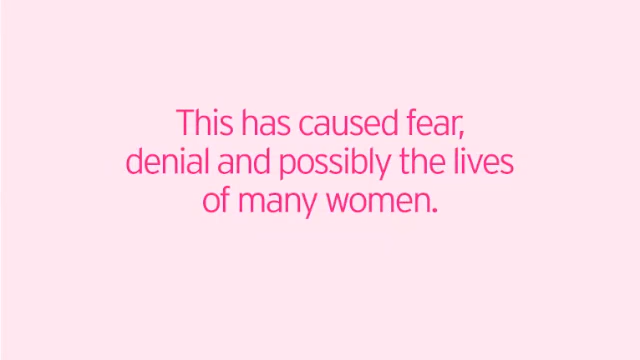 This has caused fear,
denial and possibly the lives
of many women.